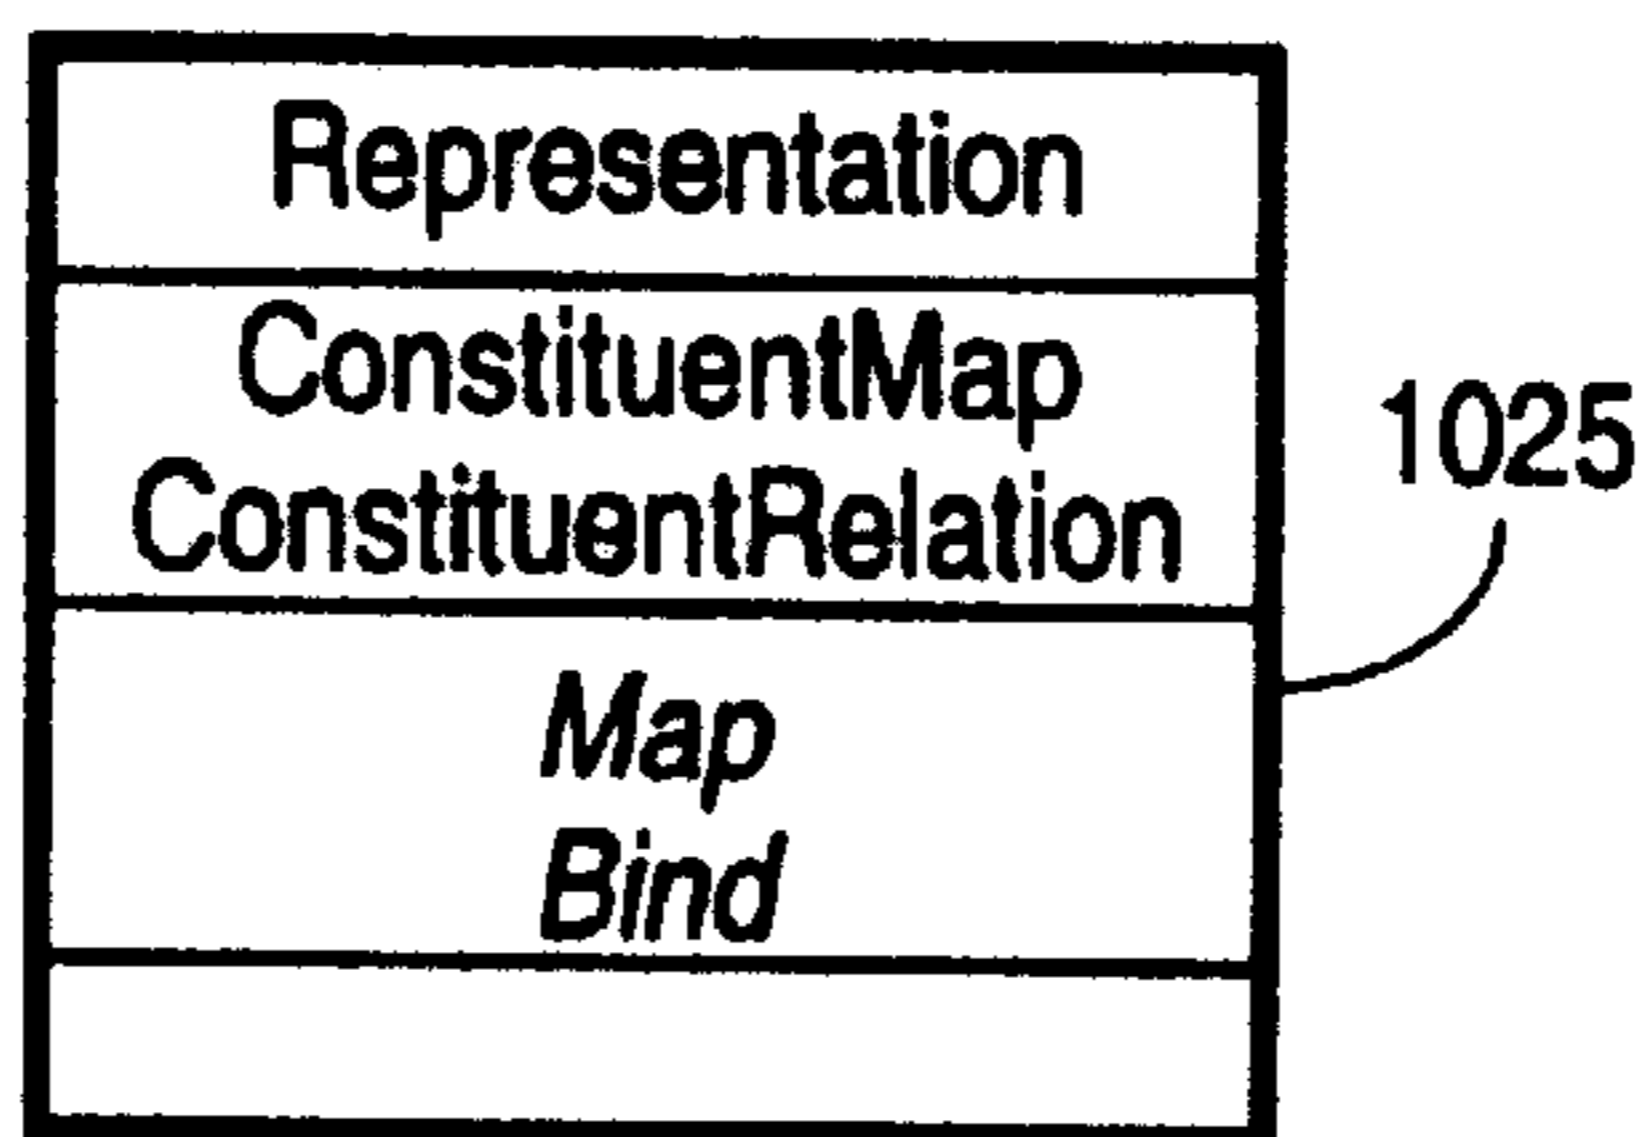 Representation
ConstituentMap
ConstituentRelation
1025
Map
Bind